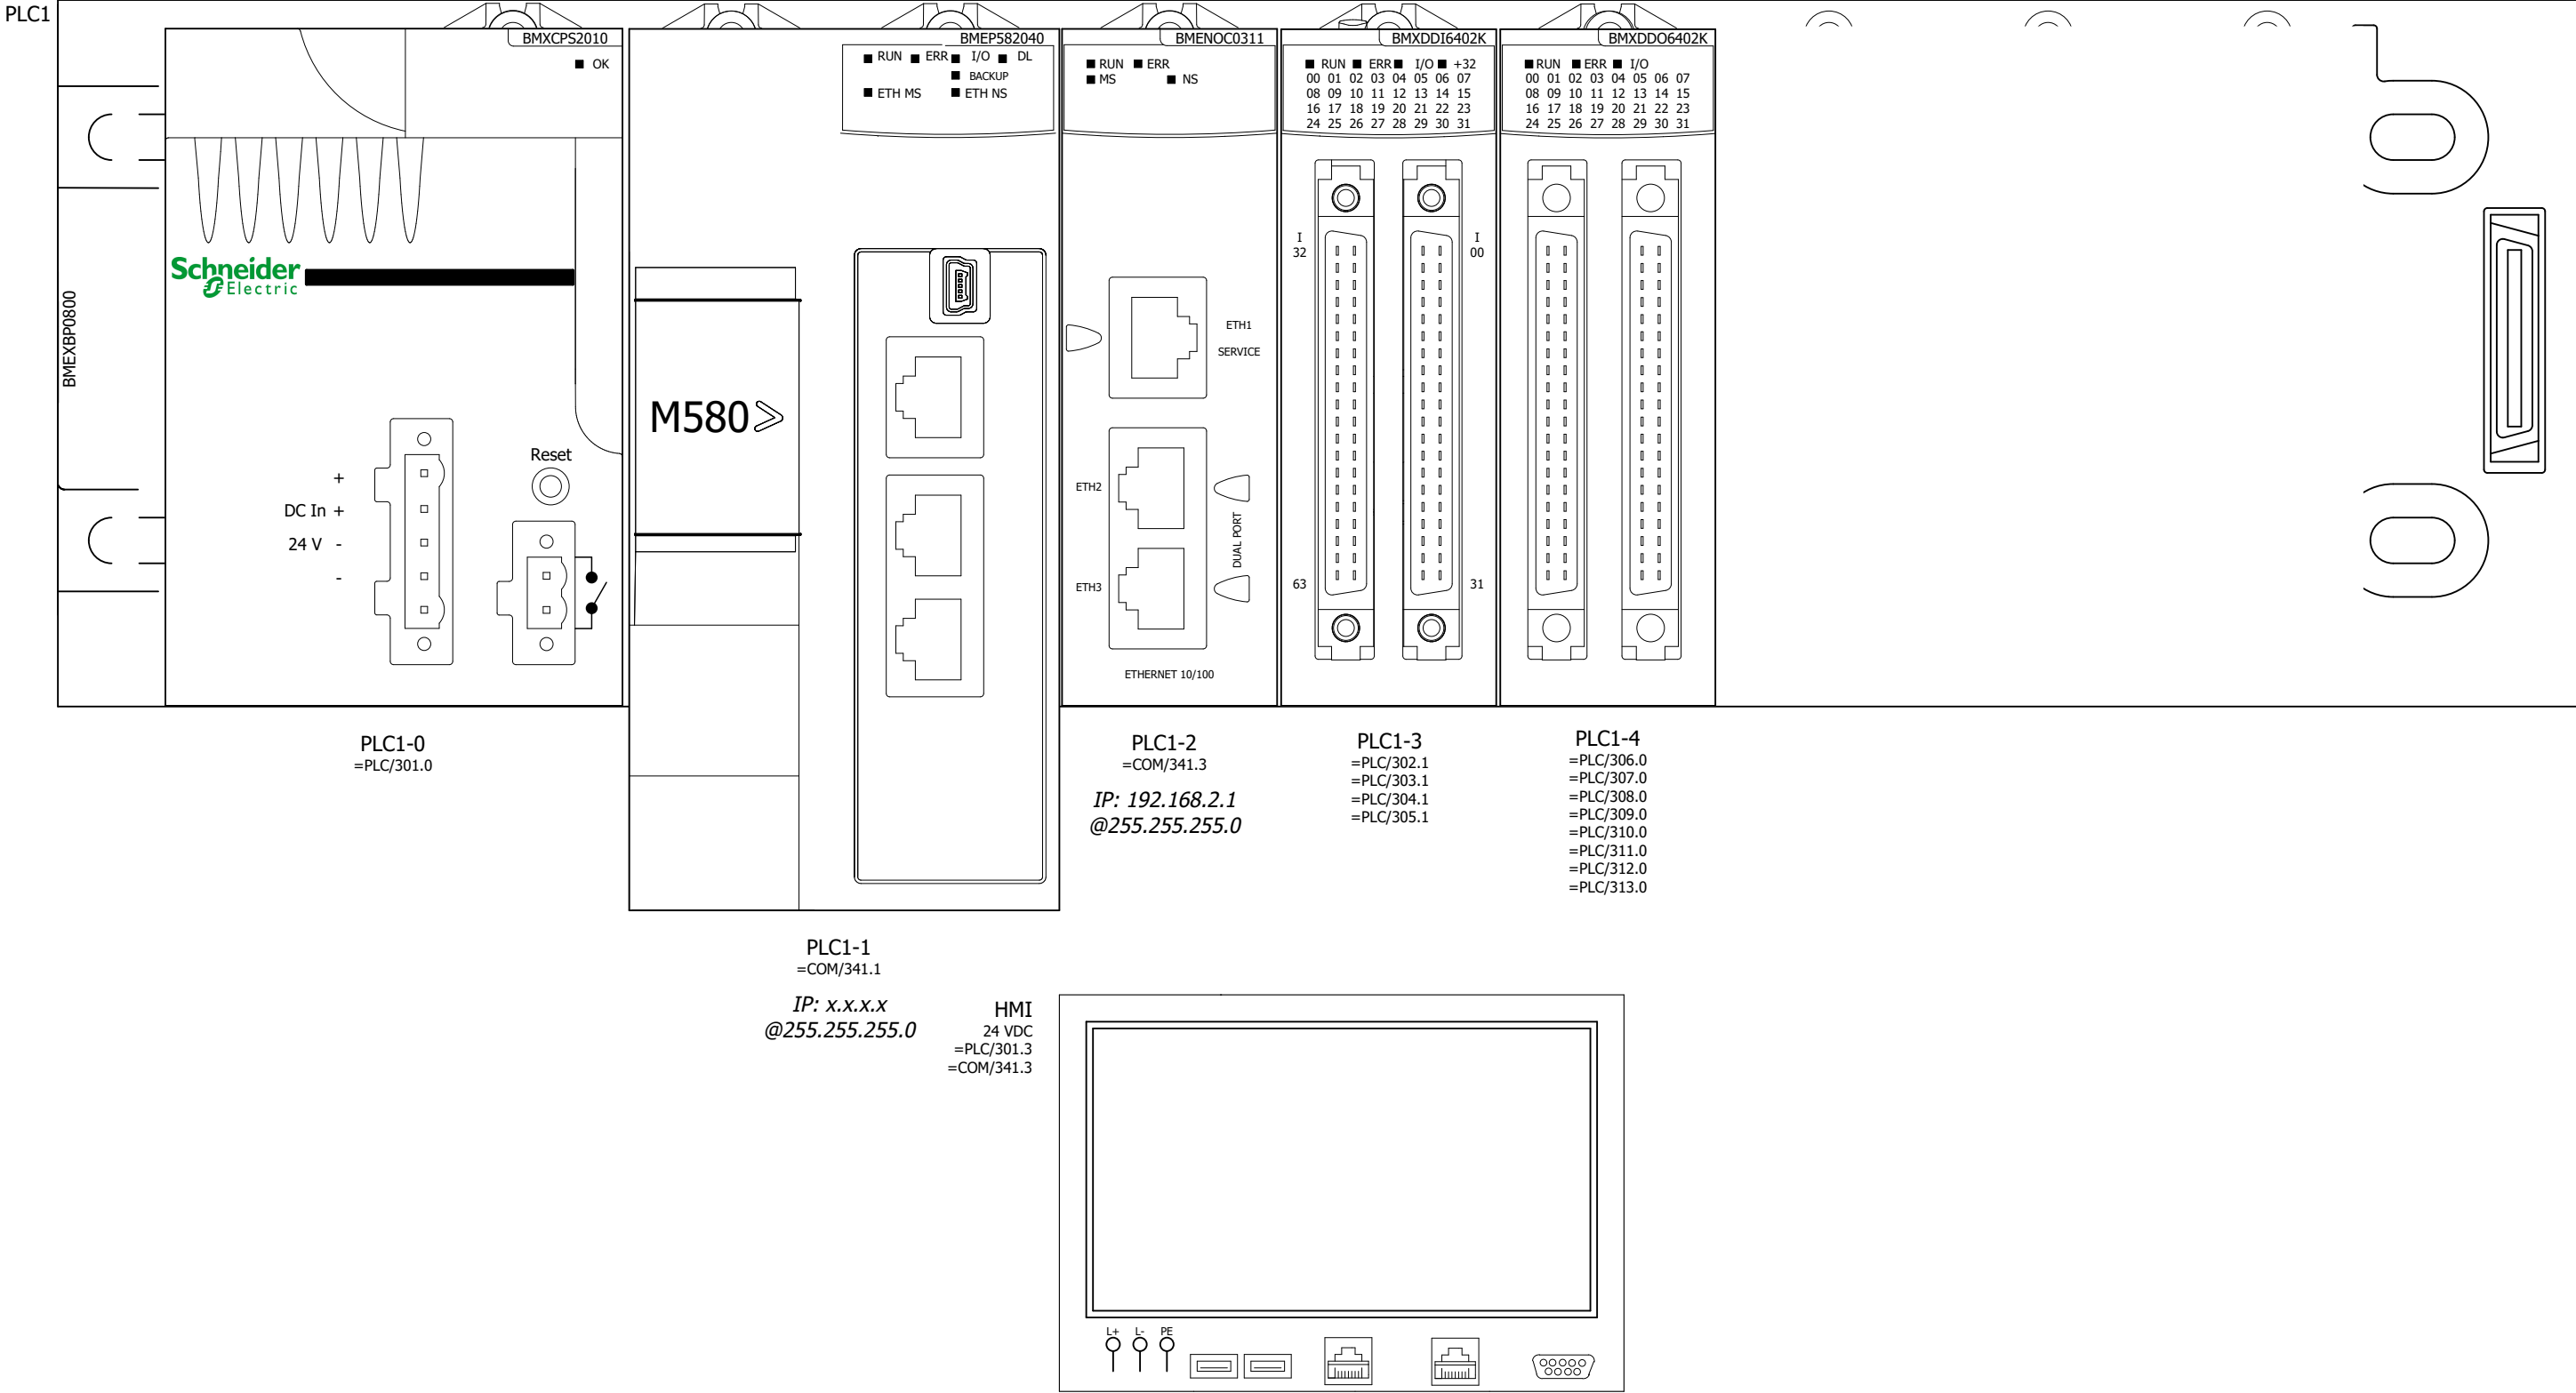 PLC1
BMEXBP0800
BMXCPS2010
OK
Schneider
Electric
+
DC In +
24 V -
-
Reset
PLC1-0
=PLC/301.0
BMEP582040
RUN ERR I/O DL
BACKUP
ETH MS ETH NS
M580
PLC1-1
=COM/341.1
IP: x.x.x.x
@255.255.255.0
BMENOC0311
RUN ERR
MS NS
ETH1
SERVICE
ETH2
DUAL PORT
ETH3
ETHERNET 10/100
PLC1-2
=COM/341.3
IP: 192.168.2.1
@255.255.255.0
BMXDDI6402K
RUN ERR I/O +32
00 01 02 03 04 05 06 07
08 09 10 11 12 13 14 15
16 17 18 19 20 21 22 23
24 25 26 27 28 29 30 31
I
32
I
00
63
31
PLC1-3
=PLC/302.1
=PLC/303.1
=PLC/304.1
=PLC/305.1
BMXDDO6402K
RUN ERR I/O
00 01 02 03 04 05 06 07
08 09 10 11 12 13 14 15
16 17 18 19 20 21 22 23
24 25 26 27 28 29 30 31
PLC1-4
=PLC/306.0
=PLC/307.0
=PLC/308.0
=PLC/309.0
=PLC/310.0
=PLC/311.0
=PLC/312.0
=PLC/313.0
HMI
24 VDC
=PLC/301.3
=COM/341.3
L+ L- PE